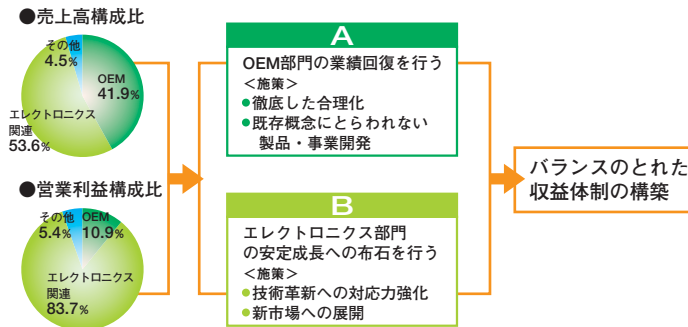 ●売上高構成比
その他
4.5%
OEM
41.9%
エレクトロニクス
関連
53.6%
●営業利益構成比
その他
5.4%
OEM
10.9%
エレクトロニクス
関連
83.7%
A
OEM部門の業績回復を行う
＜施策＞
●徹底した合理化
●既存概念にとらわれない
製品・事業開発
B
エレクトロニクス部門
の安定成長への布石を行う
＜施策＞
●技術革新への対応力強化
●新市場への展開
バランスのとれた
収益体制の構築